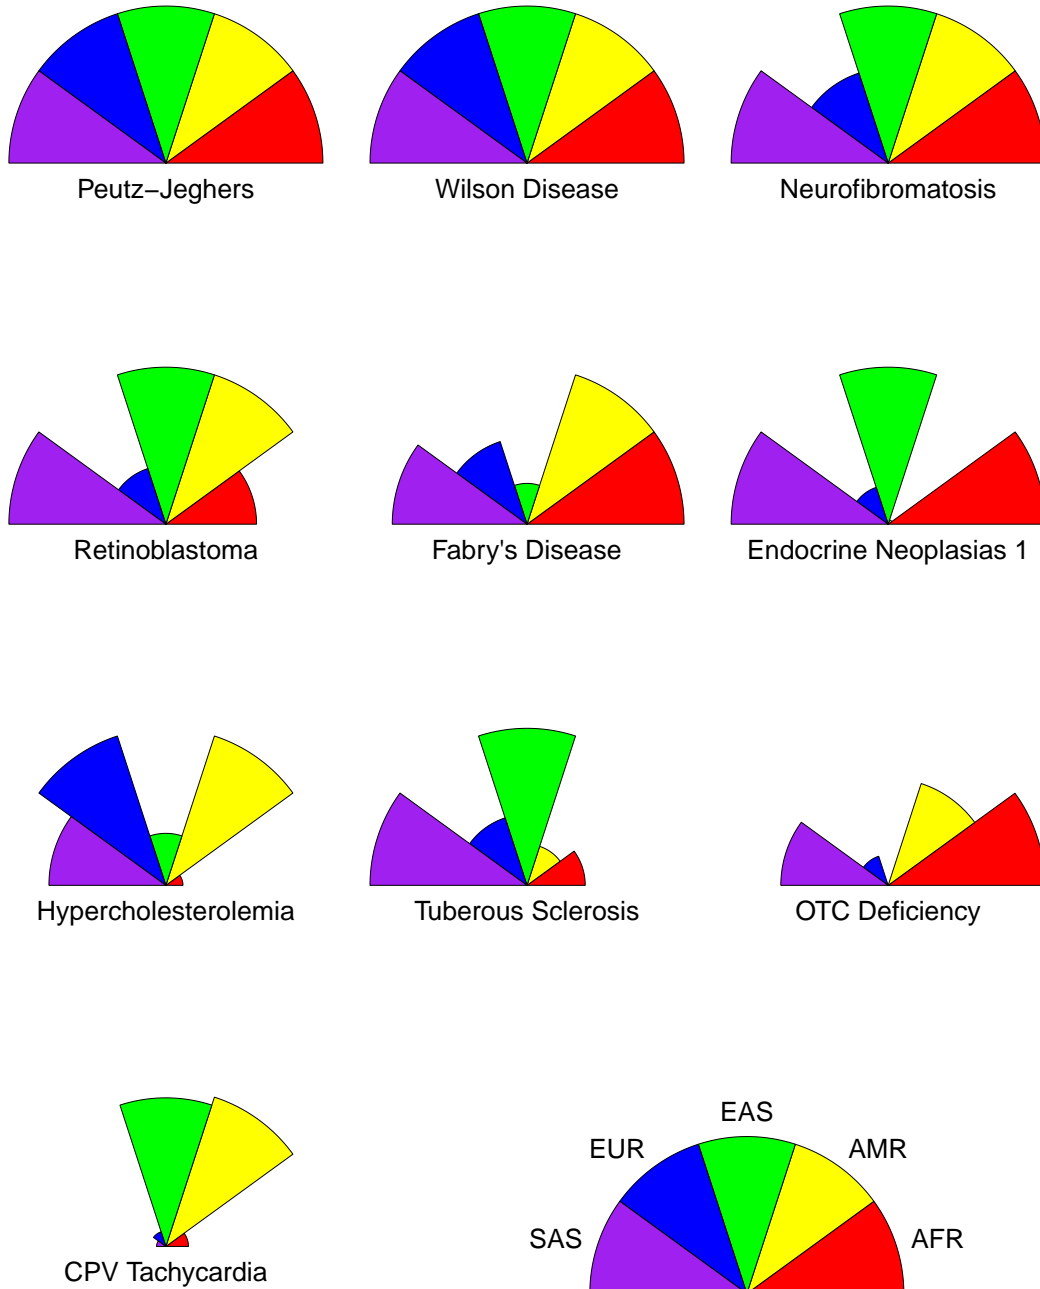 Peutz–Jeghers
Wilson Disease
Neurofibromatosis
Retinoblastoma
Fabry's Disease
Endocrine Neoplasias 1
Hypercholesterolemia
Tuberous Sclerosis
OTC Deficiency
CPV Tachycardia
EAS
EUR
AMR
SAS
AFR